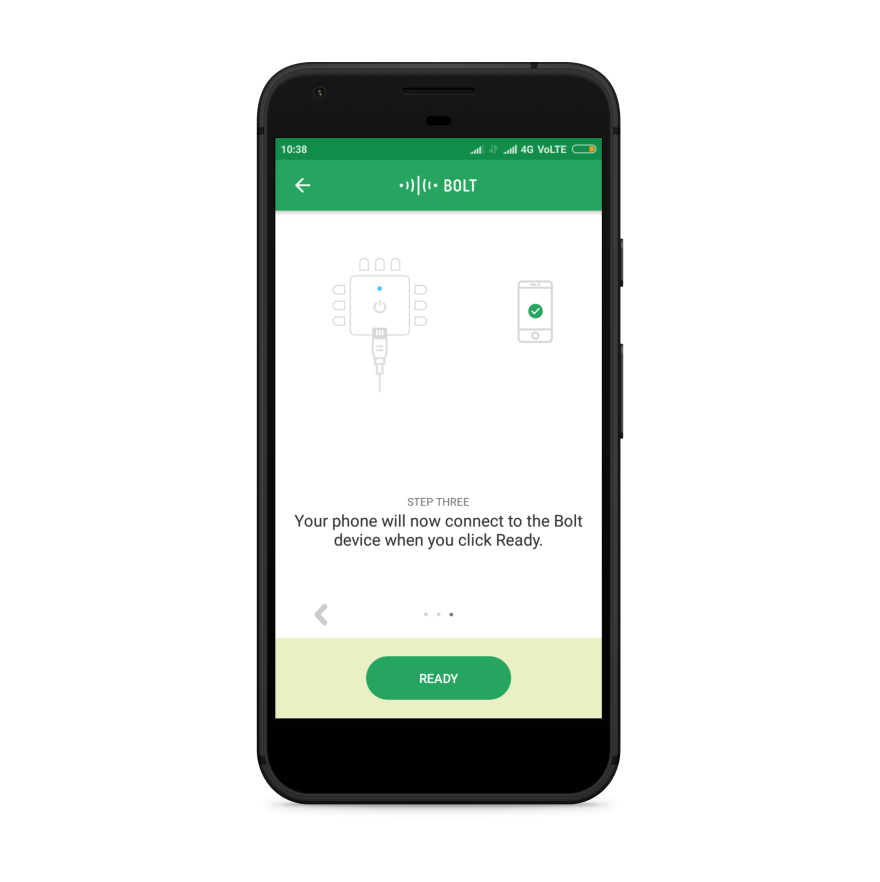 10:38 4G VoLTE
BOLT
STEP THREE
Your phone will now connect to the Bolt
device when you click Ready.
READY